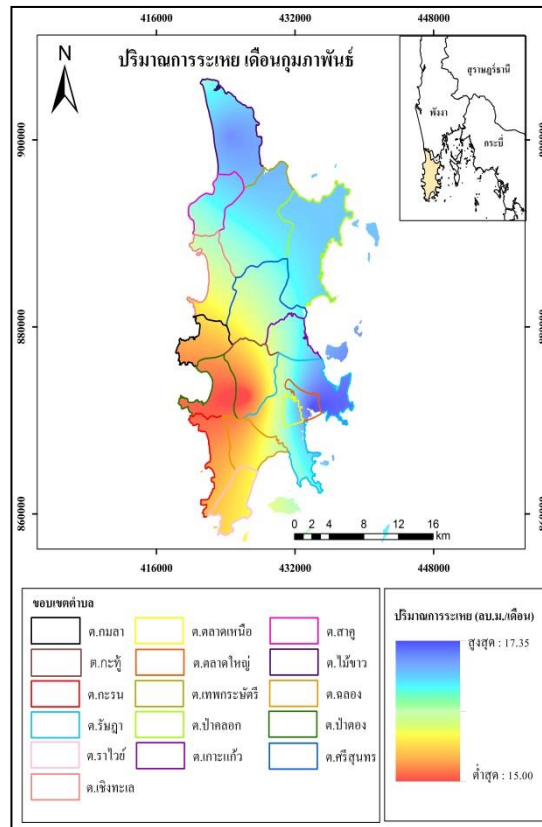 416000 432000 448000
N
ปริมาณการระเหย เดือนกุมภาพันธ์
สุราษฎร์ธานี
พังงา
กระบี่
900000 900000
880000 880000
860000 860000
0 2 4 8 12 16
km
416000 432000 448000
ขอบเขตตำบล
ต.กมลา ต.ตลาดเหนือ ต.สาคู
ต.กะทู้ ต.ตลาดใหญ่ ต.ไม้ขาว
ต.กะรน ต.เทพกระษัตรี ต.ฉลอง
ต.รัษฎา ต.ป่าคลอก ต.ป่าตอง
ต.ราไวย์ ต.เกาะแก้ว ต.ศรีสุนทร
ต.เชิงทะเล
ปริมาณการระเหย (ลบ.ม./เดือน)
สูงสุด : 17.35
ต่ำสุด : 15.00